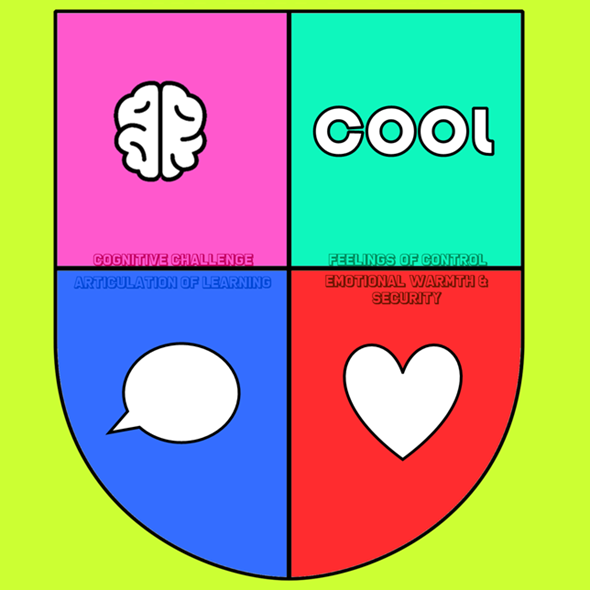 COOL
COGNITIVE CHALLENGE
FEELINGS OF CONTROL
ARTICULATION OF LEARNING
EMOTIONAL WARMTH &
SECURITY